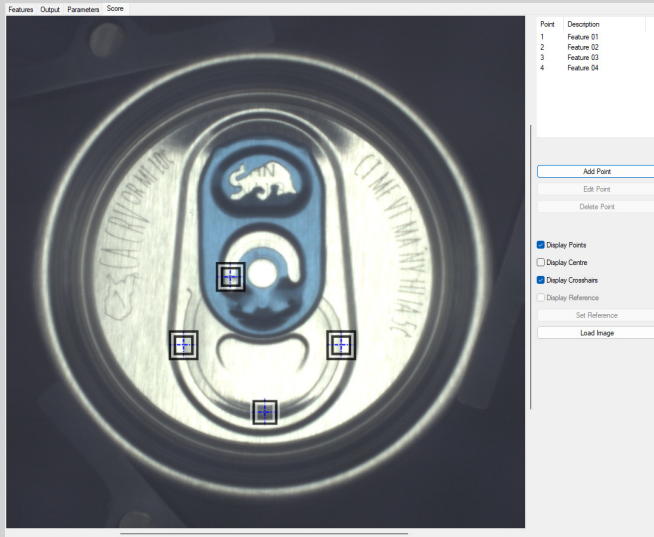 Features Output Parameters Score
Point Description
1 Feature 01
2 Feature 02
3 Feature 03
4 Feature 04
Add Point
Edit Point
Delete Point
Display Points
Display Centre
Display Crosshairs
Display Reference
Set Reference
Load Image